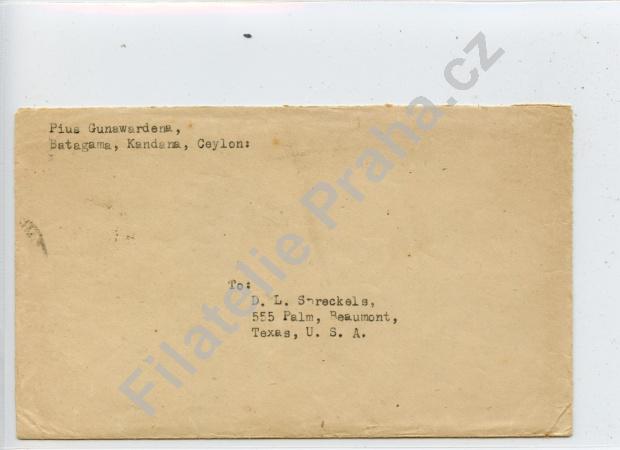 Pius Gunawardena,
Batagama, Kandana, Ceylon:
To:
D. L. Spreckels,
555 Palm, Beaumont,
Texas, U. S. A.
Filatelie Praha.cz